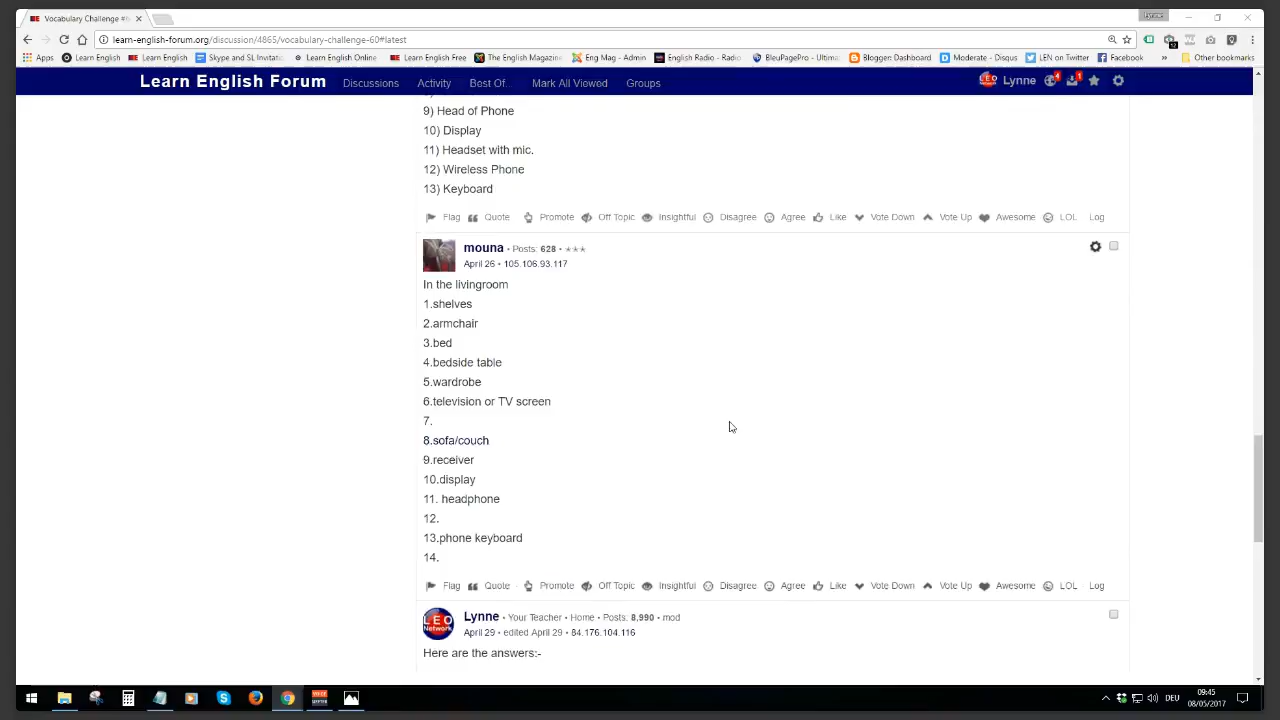 Vocabulary Challenge #6
Lynne
learn-english-forum.org/discussion/4865/vocabulary-challenge-60#latest
Apps Learn English Skype and SL Invitatio Learn English Online Learn English Free The English Magazine Eng Mag - Admin English Radio - Radio BleuPagePro - Ultima Blogger: Dashboard Moderate - Disqus LEN on Twitter Facebook » Other bookmarks
Learn English Forum Discussions Activity Best Of... Mark All Viewed Groups LEO Lynne 4 1
9) Head of Phone
10) Display
11) Headset with mic.
12) Wireless Phone
13) Keyboard
Flag Quote Promote Off Topic Insightful Disagree Agree Like Vote Down Vote Up Awesome LOL Log
mouna • Posts: 628 • ★★★
April 26 • 105.106.93.117
In the livingroom
1.shelves
2.armchair
3.bed
4.bedside table
5.wardrobe
6.television or TV screen
7.
8.sofa/couch
9.receiver
10.display
11. headphone
12.
13.phone keyboard
14.
Flag Quote · Promote Off Topic Insightful Disagree Agree Like Vote Down Vote Up Awesome LOL · Log
LEO Network
Lynne • Your Teacher • Home • Posts: 8,990 • mod
April 29 • edited April 29 • 84.176.104.116
Here are the answers:-
DEU 09:45
08/05/2017